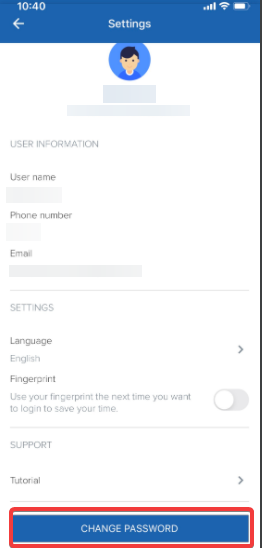 10:40
Settings
USER INFORMATION
User name
Phone number
Email
SETTINGS
Language
English
Fingerprint
Use your fingerprint the next time you want
to login to save your time.
SUPPORT
Tutorial
CHANGE PASSWORD